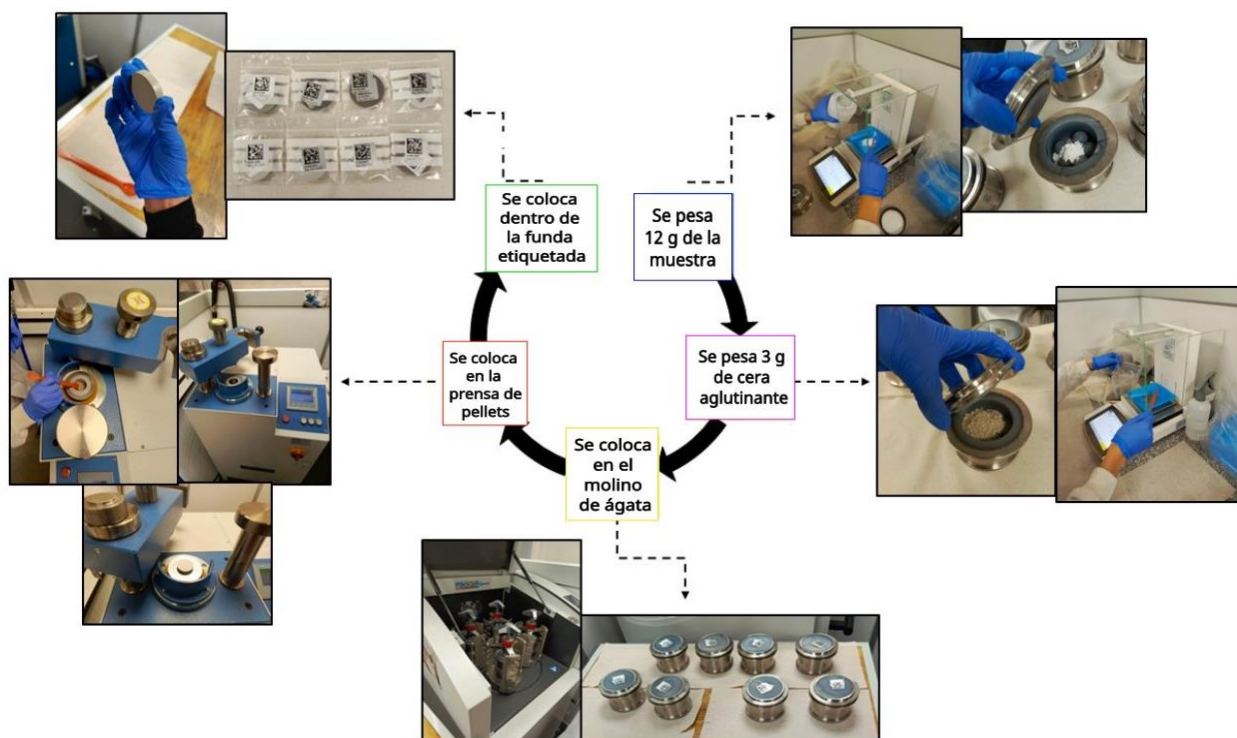 Se pesa
12 g de la
muestra
Se pesa 3 g
de cera
aglutinante
Se coloca
en el
molino
de ágata
Se coloca
en la
prensa de
pellets
Se coloca
dentro de
la funda
etiquetada